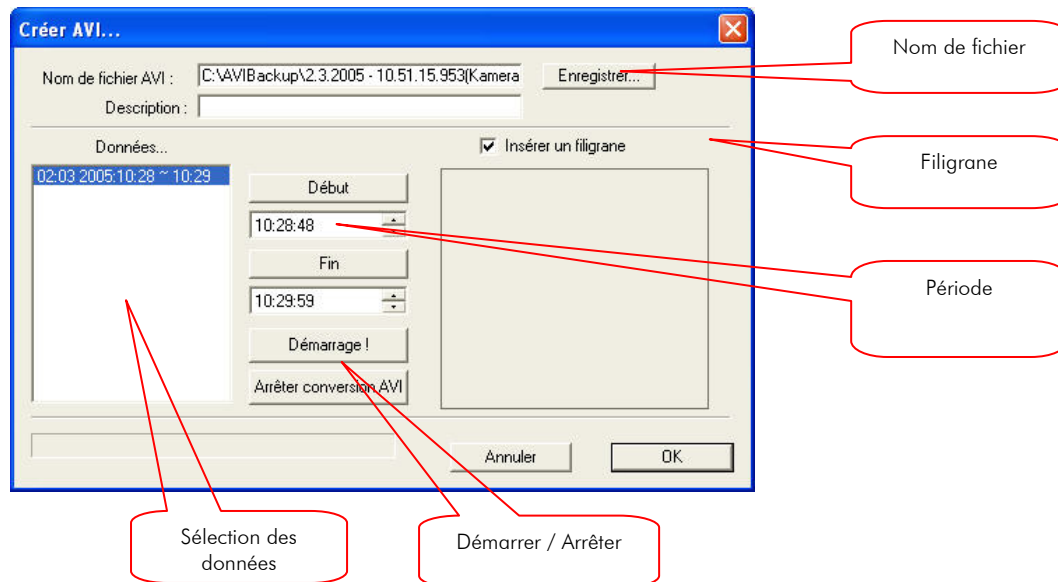 Créer AVI...
Nom de fichier AVI :
C:\AVIBackup\2.3.2005 - 10.51.15.953(Kamera
Enregistrer...
Description :
Données...
Insérer un filigrane
02:03 2005:10:28 ~ 10:29
Début
10:28:48
Fin
10:29:59
Démarrage !
Arrêter conversion AVI
Annuler
OK
Nom de fichier
Filigrane
Période
Sélection des
données
Démarrer / Arrêter